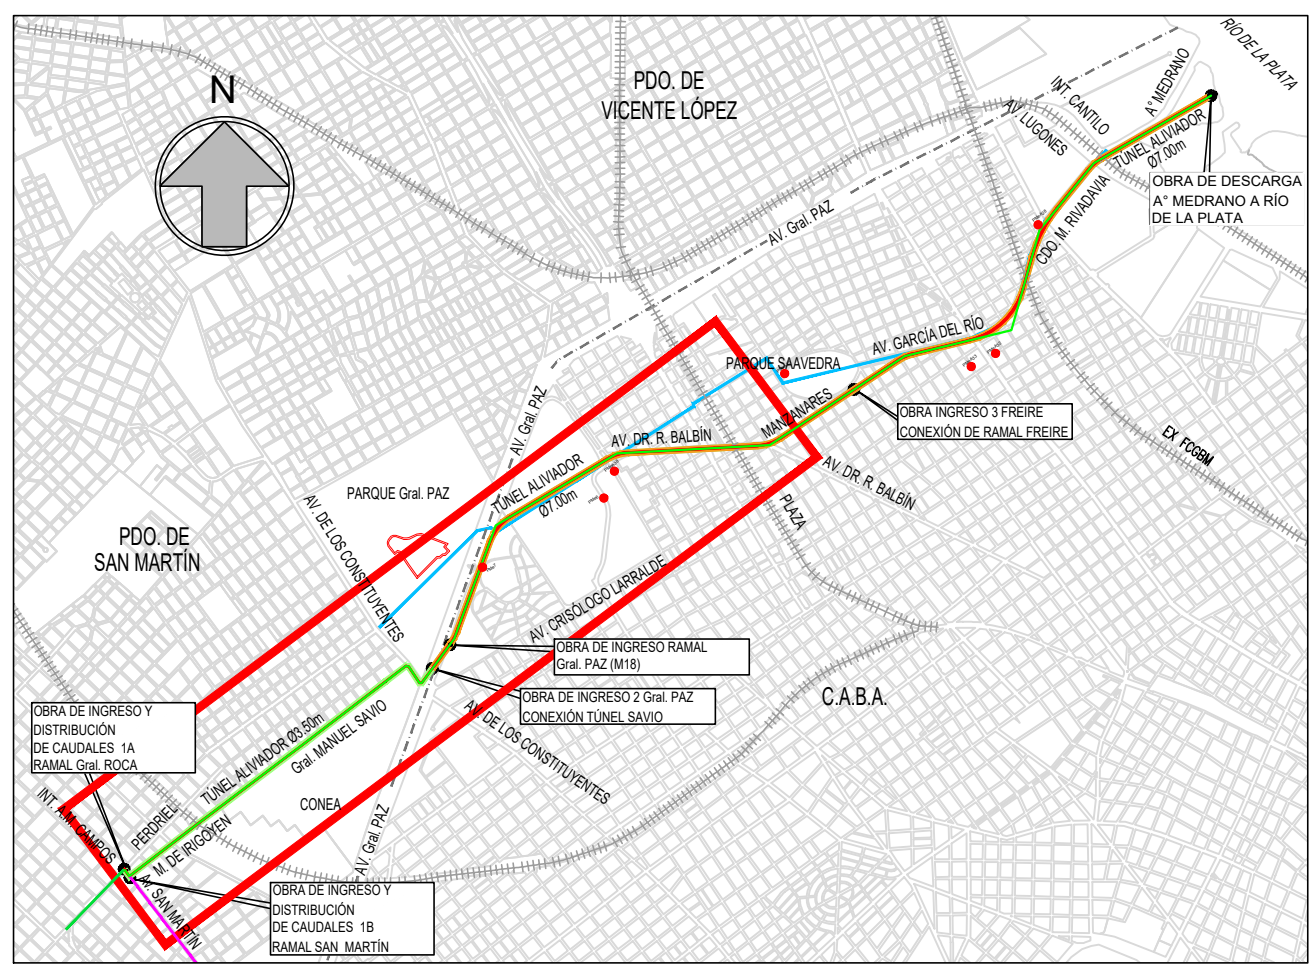 RÍO DE LA PLATA
N
PDO. DE
VICENTE LÓPEZ
A° MEDRANO
INT. CANTILO
AV. LUGONES
TÚNEL ALIVIADOR
Ø7.00m
OBRA DE DESCARGA
A° MEDRANO A RÍO
DE LA PLATA
CDO. M. RIVADAVIA
AV. Gral. PAZ
AV. GARCÍA DEL RÍO
PARQUE SAAVEDRA
AV. Gral. PAZ
MANZANARES
OBRA INGRESO 3 FREIRE
CONEXIÓN DE RAMAL FREIRE
EX FCGBM
AV. DR. R. BALBÍN
AV. DR. R. BALBÍN
TÚNEL ALIVIADOR
Ø7.00m
PARQUE Gral. PAZ
PLAZA
AV. DE LOS CONSTITUYENTES
PDO. DE
SAN MARTÍN
AV. CRISÓLOGO LARRALDE
OBRA DE INGRESO RAMAL
Gral. PAZ (M18)
OBRA DE INGRESO 2 Gral. PAZ
CONEXIÓN TÚNEL SAVIO
C.A.B.A.
AV. DE LOS CONSTITUYENTES
OBRA DE INGRESO Y
DISTRIBUCIÓN
DE CAUDALES 1A
RAMAL Gral. ROCA
TÚNEL ALIVIADOR Ø3.50m
Gral. MANUEL SAVIO
CONEA
INT. A.M. CAMPOS
PERDRIEL
M. DE IRIGOYEN
AV. Gral. PAZ
AV. SAN MARTÍN
OBRA DE INGRESO Y
DISTRIBUCIÓN
DE CAUDALES 1B
RAMAL SAN MARTÍN